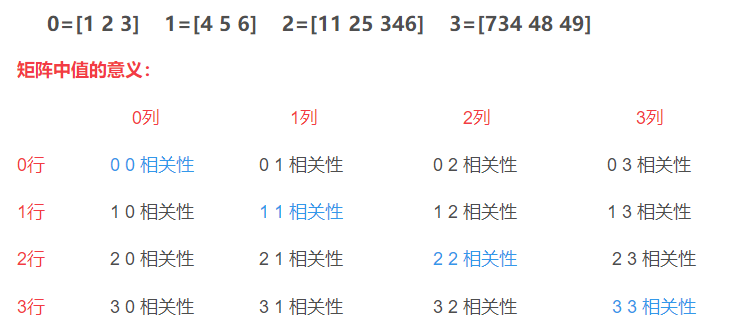 0=[1 2 3] 1=[4 5 6] 2=[11 25 346] 3=[734 48 49]
矩阵中值的意义：
0列 1列 2列 3列
0行 0 0 相关性 0 1 相关性 0 2 相关性 0 3 相关性
1行 1 0 相关性 1 1 相关性 1 2 相关性 1 3 相关性
2行 2 0 相关性 2 1 相关性 2 2 相关性 2 3 相关性
3行 3 0 相关性 3 1 相关性 3 2 相关性 3 3 相关性